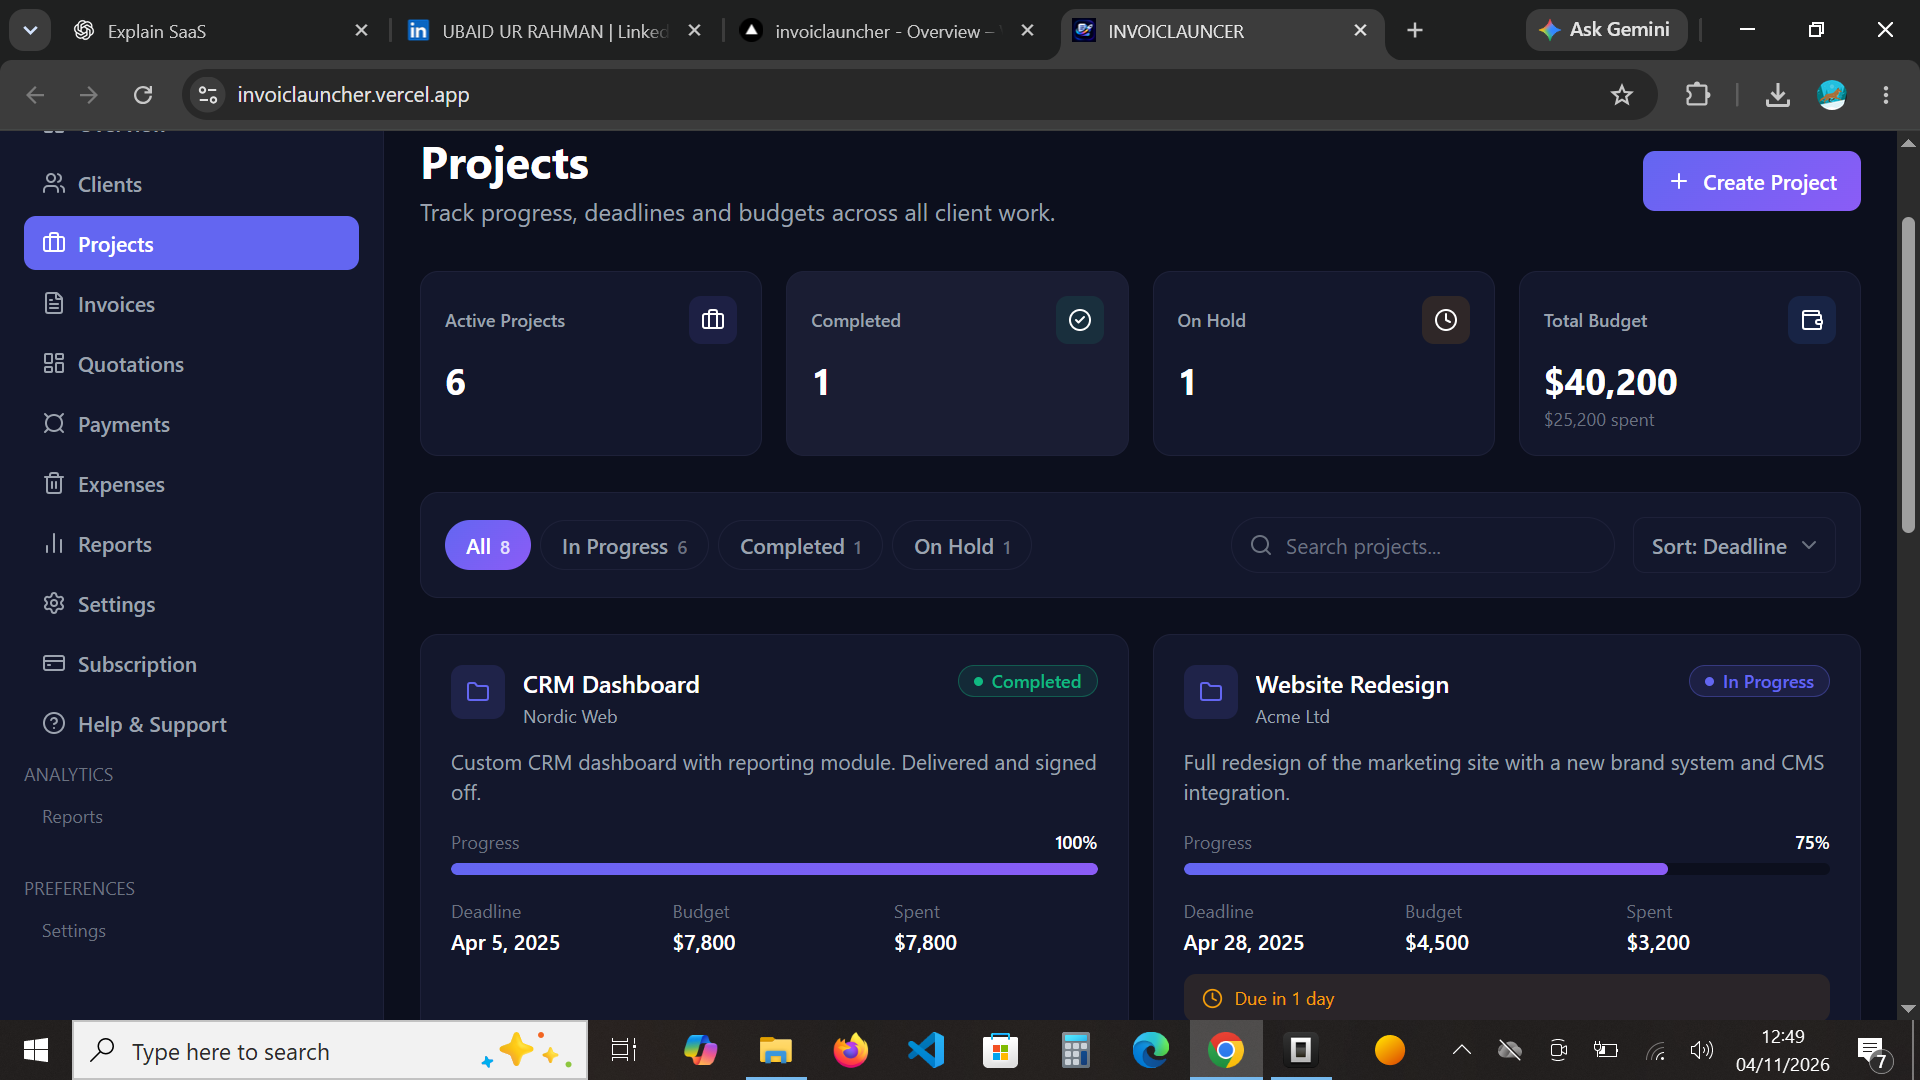 Explain SaaS
UBAID UR RAHMAN | Linked
invoiclauncher - Overview –
INVOICLAUNCER
Ask Gemini
invoiclauncher.vercel.app
Clients
Projects
Invoices
Quotations
Payments
Expenses
Reports
Settings
Subscription
Help & Support
ANALYTICS
Reports
PREFERENCES
Settings
Projects
Track progress, deadlines and budgets across all client work.
+ Create Project
Active Projects
6
Completed
1
On Hold
1
Total Budget
$40,200
$25,200 spent
All 8
In Progress 6
Completed 1
On Hold 1
Search projects...
Sort: Deadline
CRM Dashboard
Completed
Nordic Web
Custom CRM dashboard with reporting module. Delivered and signed
off.
Progress 100%
Deadline Budget Spent
Apr 5, 2025 $7,800 $7,800
Website Redesign
In Progress
Acme Ltd
Full redesign of the marketing site with a new brand system and CMS
integration.
Progress 75%
Deadline Budget Spent
Apr 28, 2025 $4,500 $3,200
Due in 1 day
Type here to search
12:49
04/11/2026
7